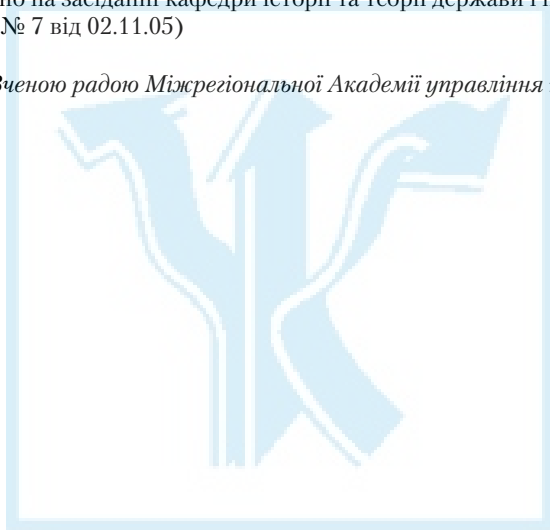 но на засіданні кафедри історії та теорії держави і п
№ 7 від 02.11.05)
Вченою радою Міжрегіональної Академії управління